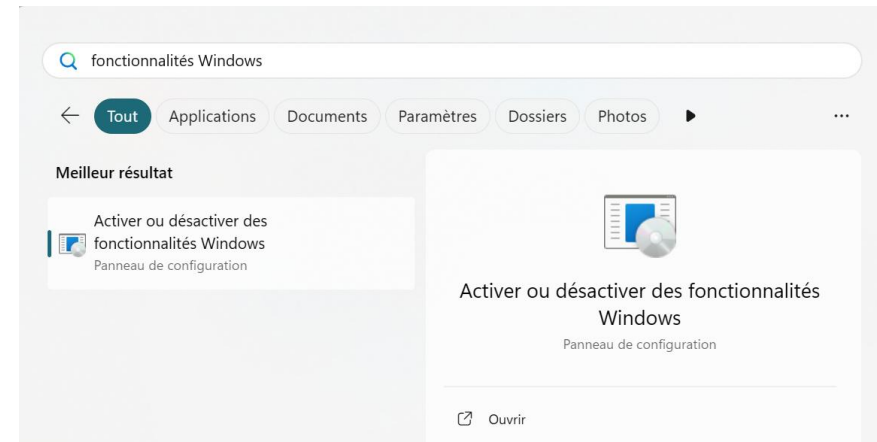 fonctionnalités Windows
Tout Applications Documents Paramètres Dossiers Photos
Meilleur résultat
Activer ou désactiver des
fonctionnalités Windows
Panneau de configuration
Activer ou désactiver des fonctionnalités
Windows
Panneau de configuration
Ouvrir